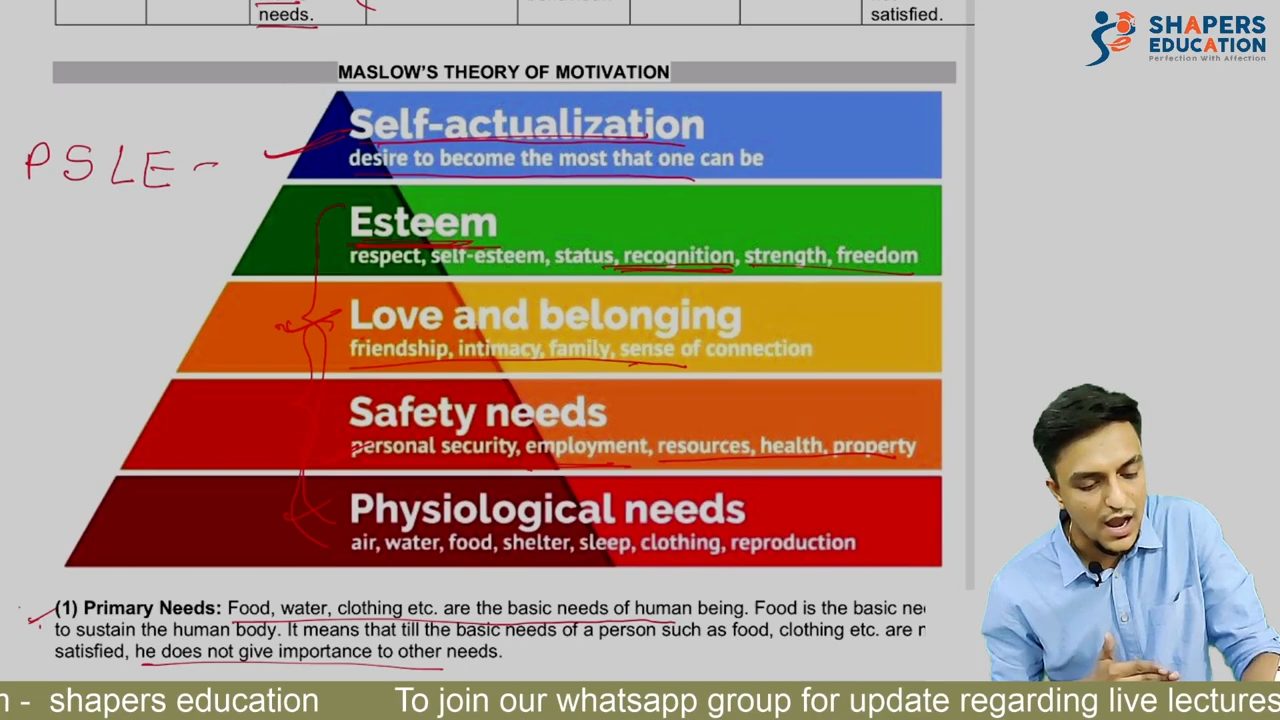 needs.
satisfied.
SHAPERS
EDUCATION
Perfection With Affection
MASLOW'S THEORY OF MOTIVATION
PSLE -
Self-actualization
desire to become the most that one can be
Esteem
respect, self-esteem, status, recognition, strength, freedom
Love and belonging
friendship, intimacy, family, sense of connection
Safety needs
personal security, employment, resources, health, property
Physiological needs
air, water, food, shelter, sleep, clothing, reproduction
(1) Primary Needs: Food, water, clothing etc. are the basic needs of human being. Food is the basic
to sustain the human body. It means that till the basic needs of a person such as food, clothing etc. are
satisfied, he does not give importance to other needs.
- shapers education To join our whatsapp group for update regarding live lectures